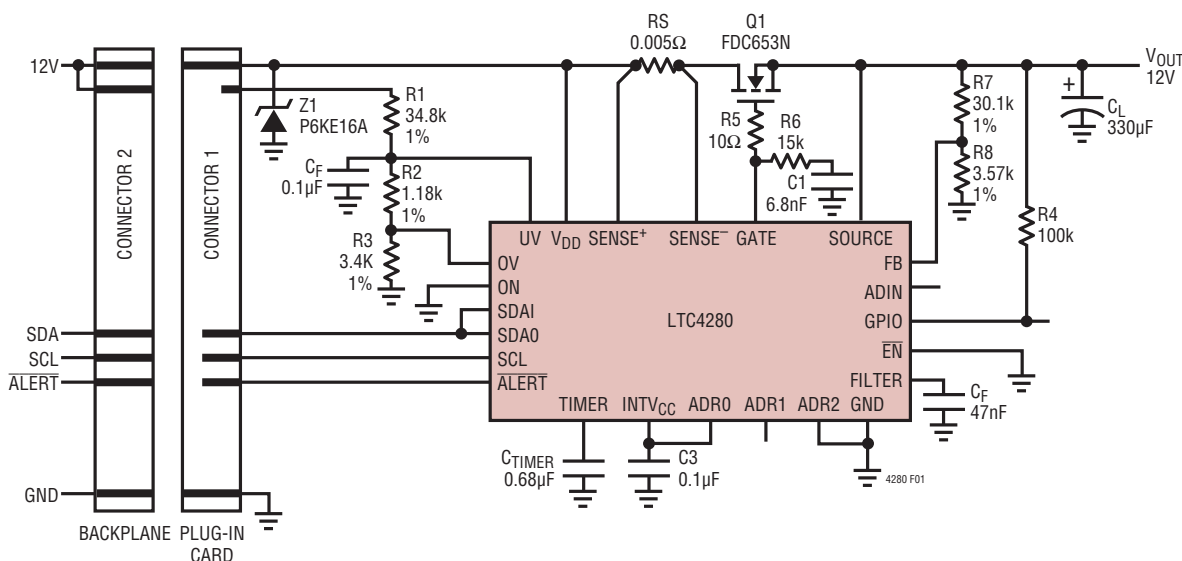 RS
0.005Ω
Q1
FDC653N
12V
VOUT
12V
Z1
P6KE16A
R1
34.8k
1%
R5
10Ω
R6
15k
R7
30.1k
1%
+
CL
330µF
CONNECTOR 2
CONNECTOR 1
CF
0.1µF
R2
1.18k
1%
C1
6.8nF
R8
3.57k
1%
R3
3.4K
1%
R4
100k
UV
VDD
SENSE+
SENSE–
GATE
SOURCE
OV
ON
SDAI
SDA0
SCL
ALERT
LTC4280
FB
ADIN
GPIO
EN
FILTER
SDA
SCL
ALERT
TIMER
INTVCC
ADR0
ADR1
ADR2
GND
CF
47nF
CTIMER
0.68µF
C3
0.1µF
4280 F01
GND
BACKPLANE
PLUG-IN
CARD